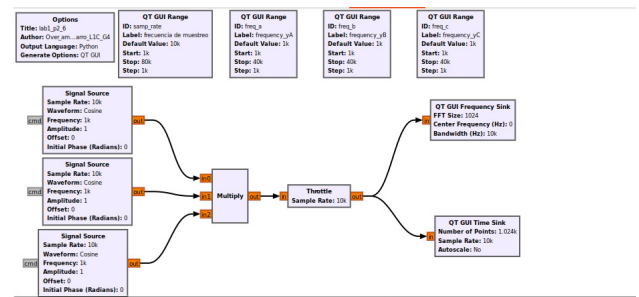 Options
Title: lab1_p2_6
Author: Over_am...arro_L1C_G4
Output Language: Python
Generate Options: QT GUI
QT GUI Range
ID: samp_rate
Label: frecuencia de muestreo
Default Value: 10k
Start: 1k
Stop: 80k
Step: 1k
QT GUI Range
ID: freq_a
Label: frequency_yA
Default Value: 1k
Start: 1k
Stop: 40k
Step: 1k
QT GUI Range
ID: freq_b
Label: frequency_yB
Default Value: 1k
Start: 1k
Stop: 40k
Step: 1k
QT GUI Range
ID: freq_c
Label: frequency_yC
Default Value: 1k
Start: 1k
Stop: 40k
Step: 1k
Signal Source
Sample Rate: 10k
Waveform: Cosine
Frequency: 1k
Amplitude: 1
Offset: 0
Initial Phase (Radians): 0
cmd
out
Signal Source
Sample Rate: 10k
Waveform: Cosine
Frequency: 1k
Amplitude: 1
Offset: 0
Initial Phase (Radians): 0
cmd
out
Signal Source
Sample Rate: 10k
Waveform: Cosine
Frequency: 1k
Amplitude: 1
Offset: 0
Initial Phase (Radians): 0
cmd
out
in0
in1
in2
Multiply
out
in
Throttle
Sample Rate: 10k
out
in
QT GUI Frequency Sink
FFT Size: 1024
Center Frequency (Hz): 0
Bandwidth (Hz): 10k
in
QT GUI Time Sink
Number of Points: 1.024k
Sample Rate: 10k
Autoscale: No